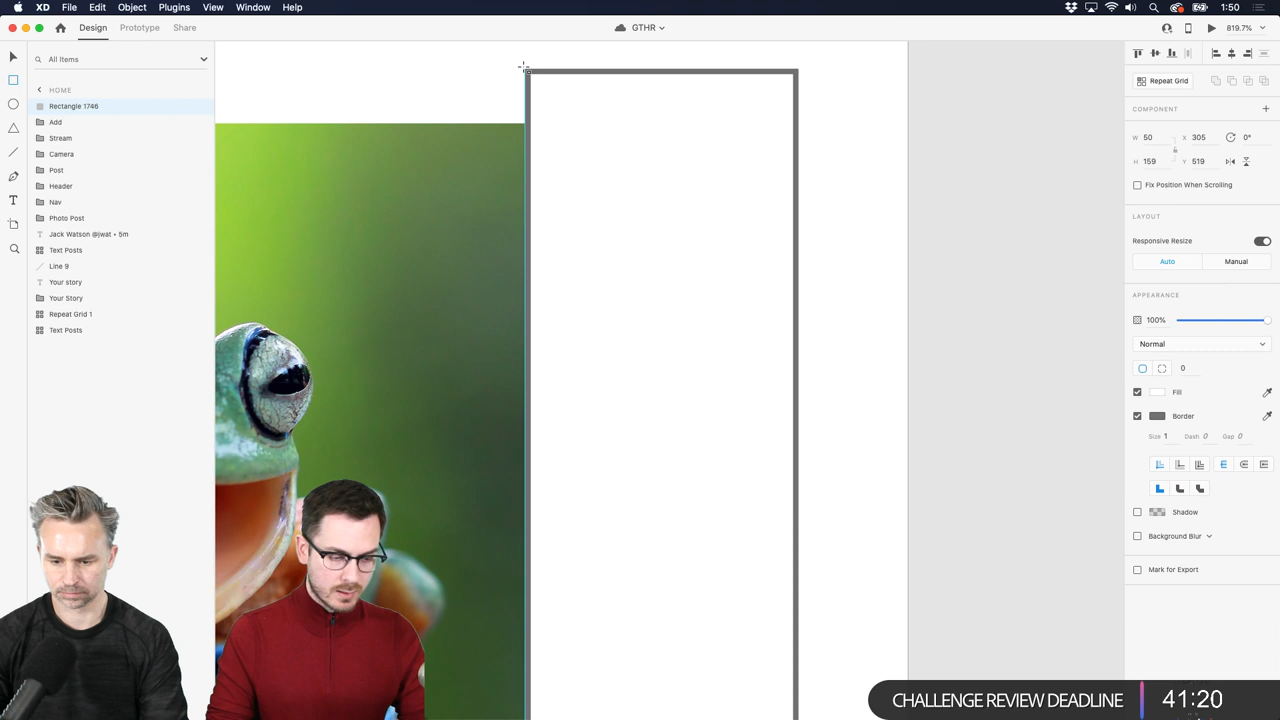 XD File Edit Object Plugins View Window Help
1:50
Design Prototype Share
GTHR
819.7%
All Items
HOME
Rectangle 1746
Add
Stream
Camera
Post
Header
Nav
Photo Post
Jack Watson @jwat • 5m
Text Posts
Line 9
Your story
Your Story
Repeat Grid 1
Text Posts
Repeat Grid
COMPONENT
W 50 X 305 0°
H 159 Y 519
Fix Position When Scrolling
LAYOUT
Responsive Resize
Auto Manual
APPEARANCE
100%
Normal
0
Fill
Border
Size 1 Dash 0 Gap 0
Shadow
Background Blur
Mark for Export
CHALLENGE REVIEW DEADLINE 41:20